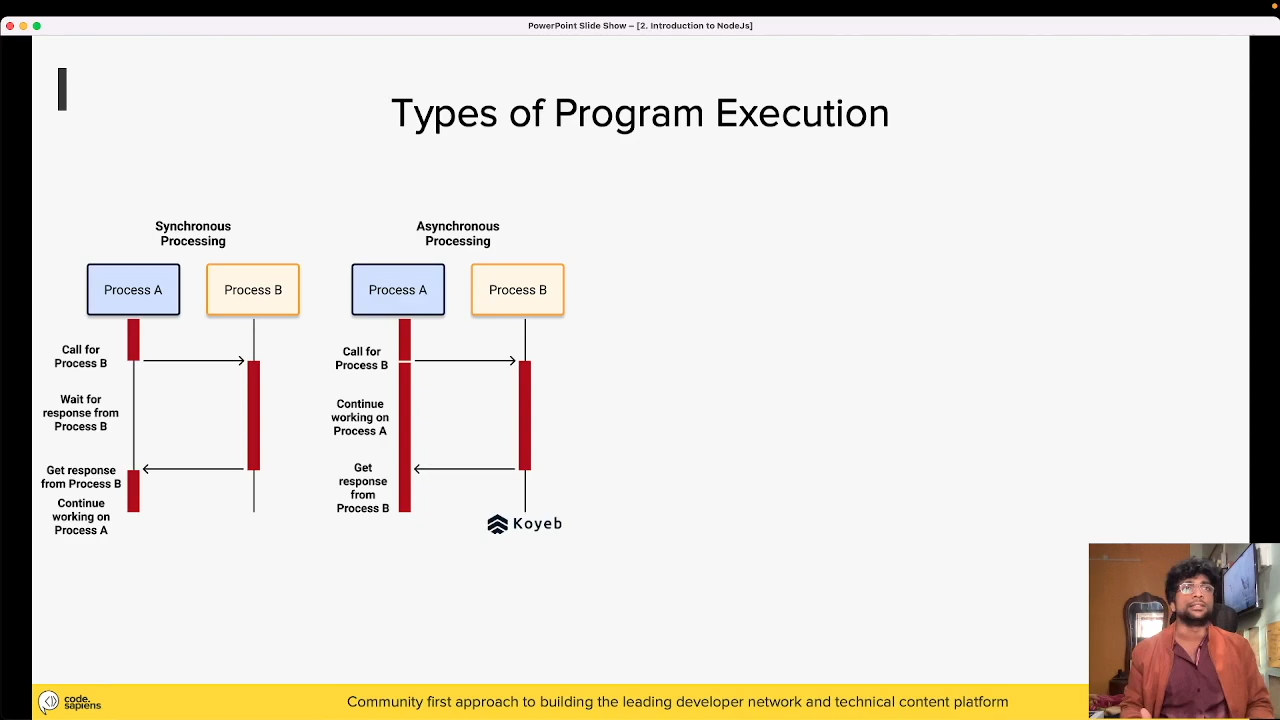 PowerPoint Slide Show – [2. Introduction to NodeJs]
Types of Program Execution
Synchronous
Processing
Process A
Process B
Call for
Process B
Wait for
response from
Process B
Get response
from Process B
Continue
working on
Process A
Asynchronous
Processing
Process A
Process B
Call for
Process B
Continue
working on
Process A
Get
response
from
Process B
Koyeb
code.
sapiens
Community first approach to building the leading developer network and technical content platform